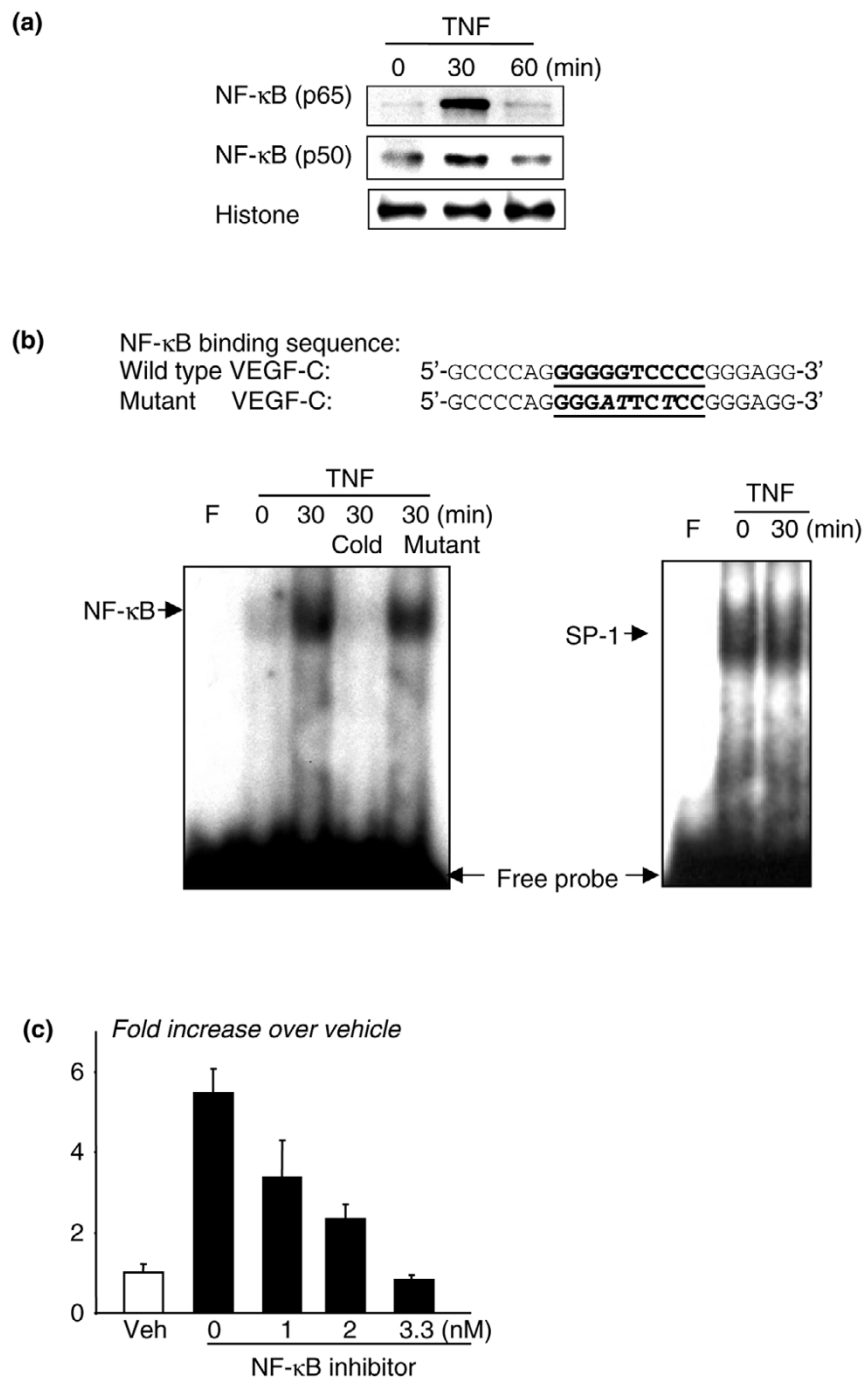 (a)
TNF
0 30 60 (min)
NF-κB (p65)
NF-κB (p50)
Histone
(b)
NF-κB binding sequence:
Wild type VEGF-C: 5’-GCCCCAGGGGGGTCCCCGGGAGG-3’
Mutant VEGF-C: 5’-GCCCCAGGGGATTCTCCGGGAGG-3’
TNF
F 0 30 30 30 (min)
Cold Mutant
NF-κB
TNF
F 0 30 (min)
SP-1
Free probe
(c)
Fold increase over vehicle
6
4
2
0
Veh 0 1 2 3.3 (nM)
NF-κB inhibitor